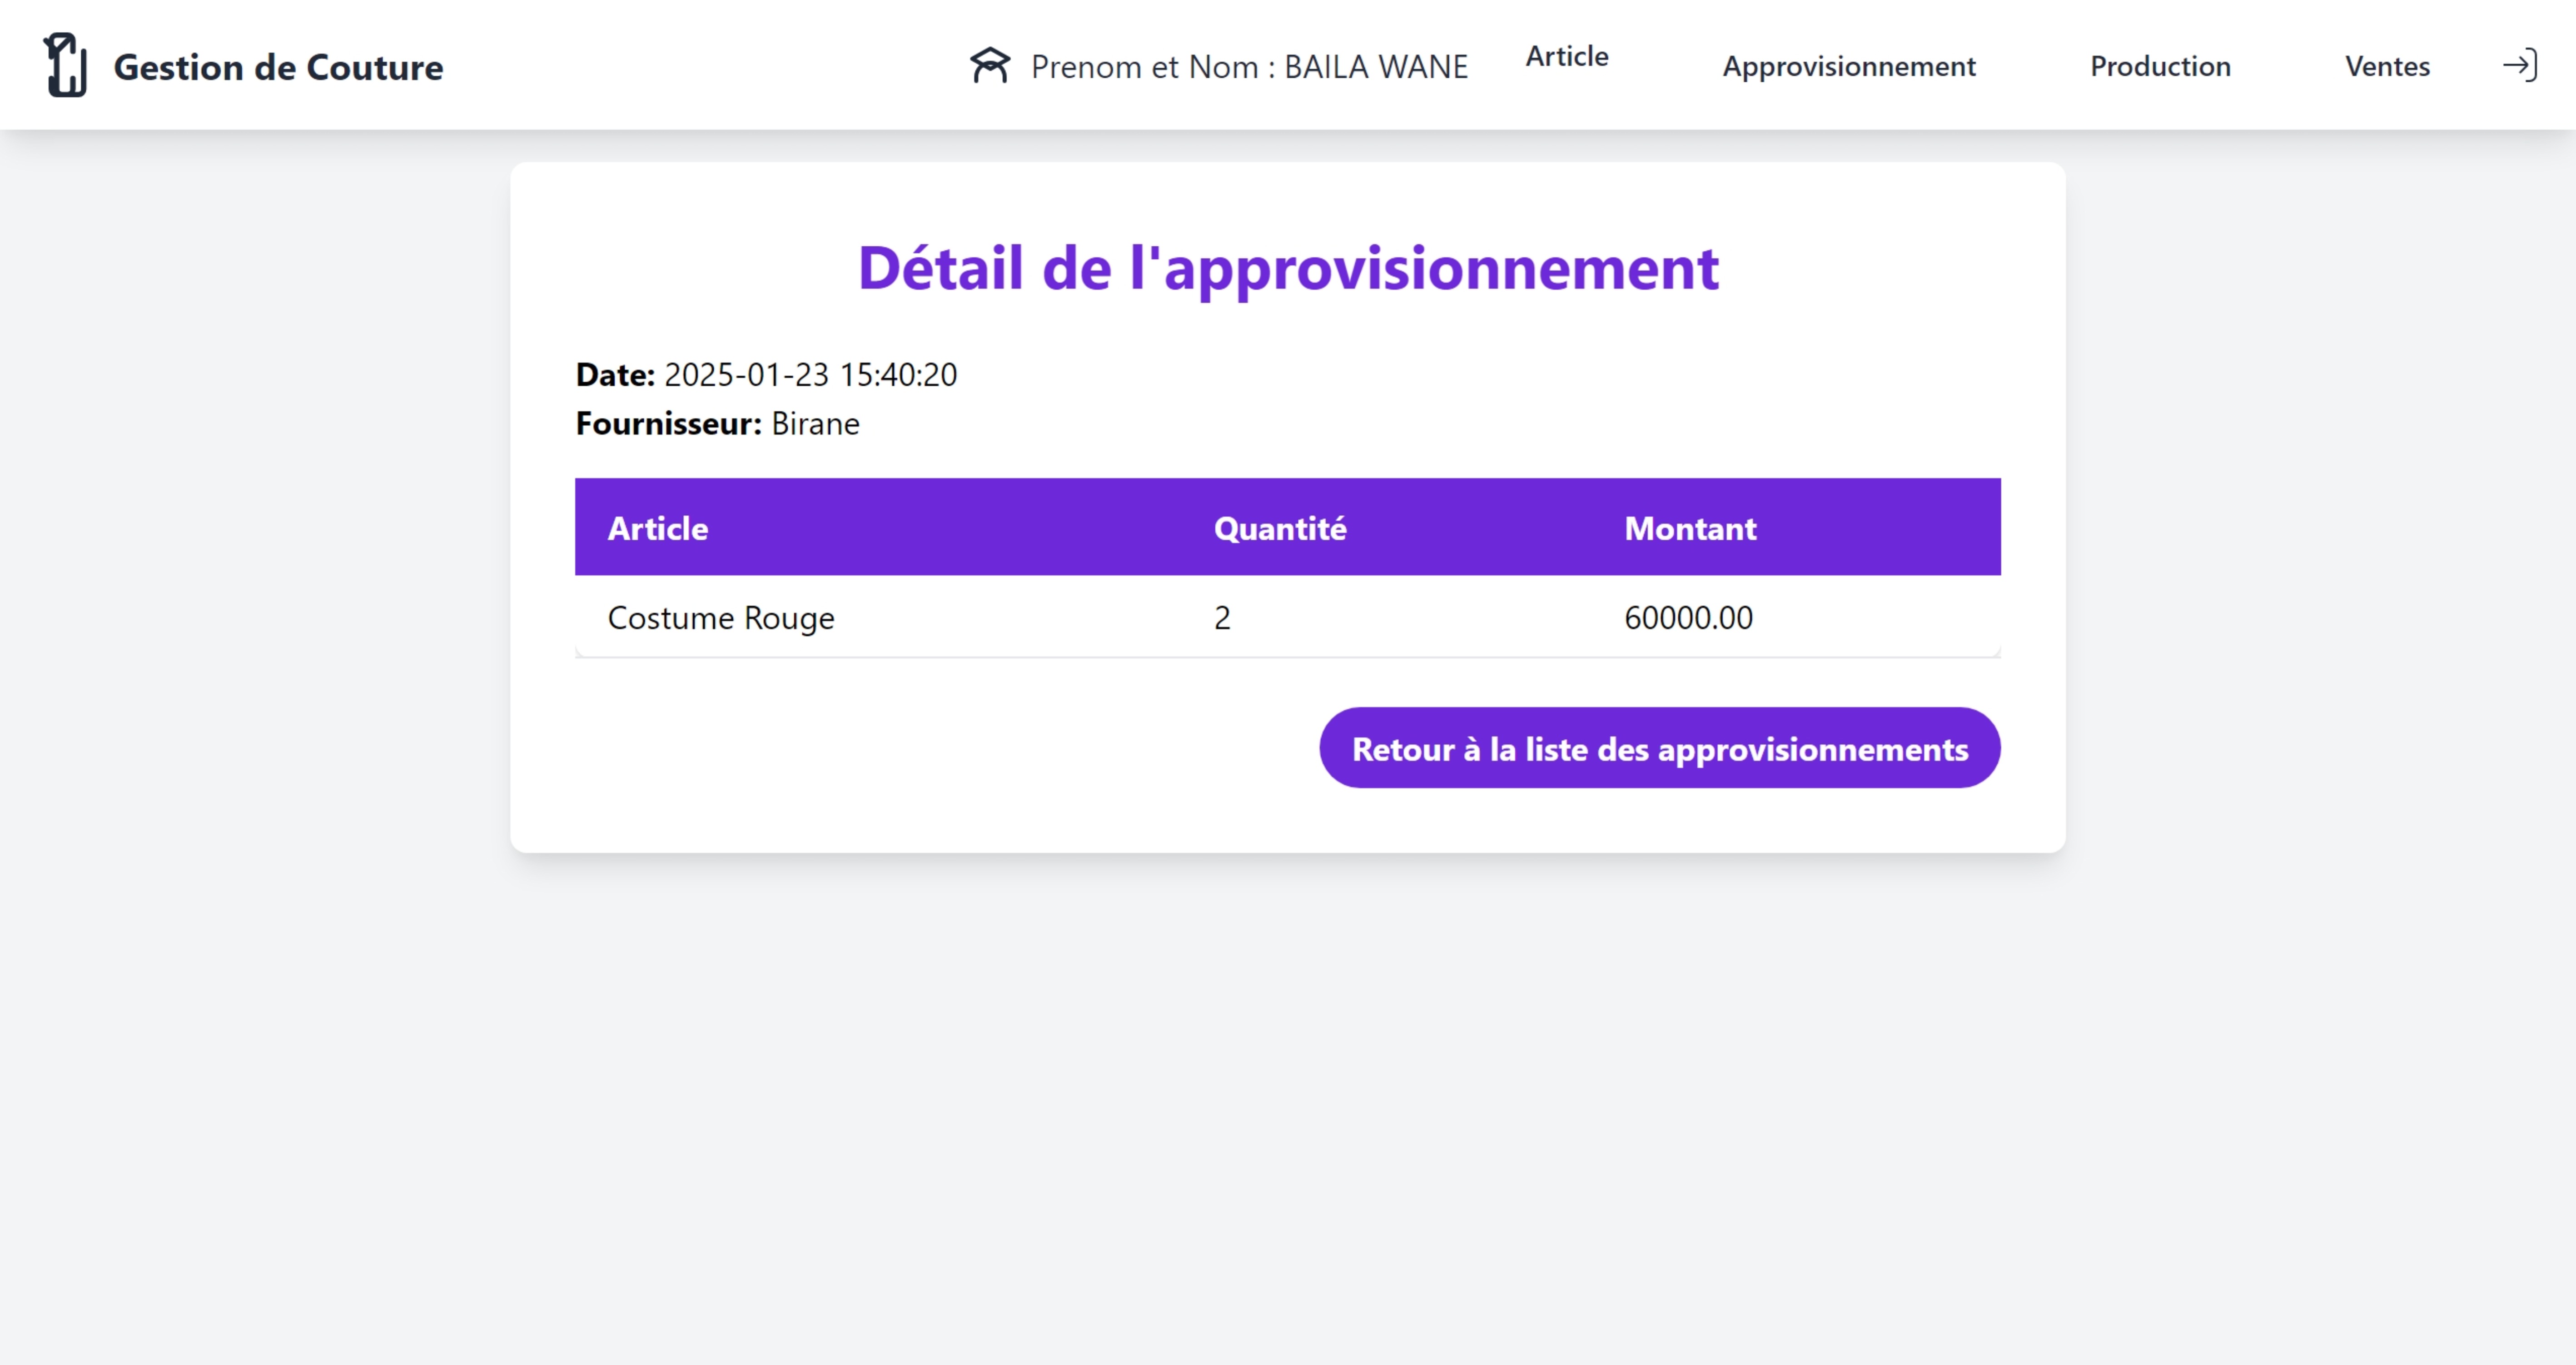 Gestion de Couture
Prenom et Nom : BAILA WANE
Article
Approvisionnement
Production
Ventes
Détail de l'approvisionnement
Date: 2025-01-23 15:40:20
Fournisseur: Birane
Article Quantité Montant
Costume Rouge 2 60000.00
Retour à la liste des approvisionnements